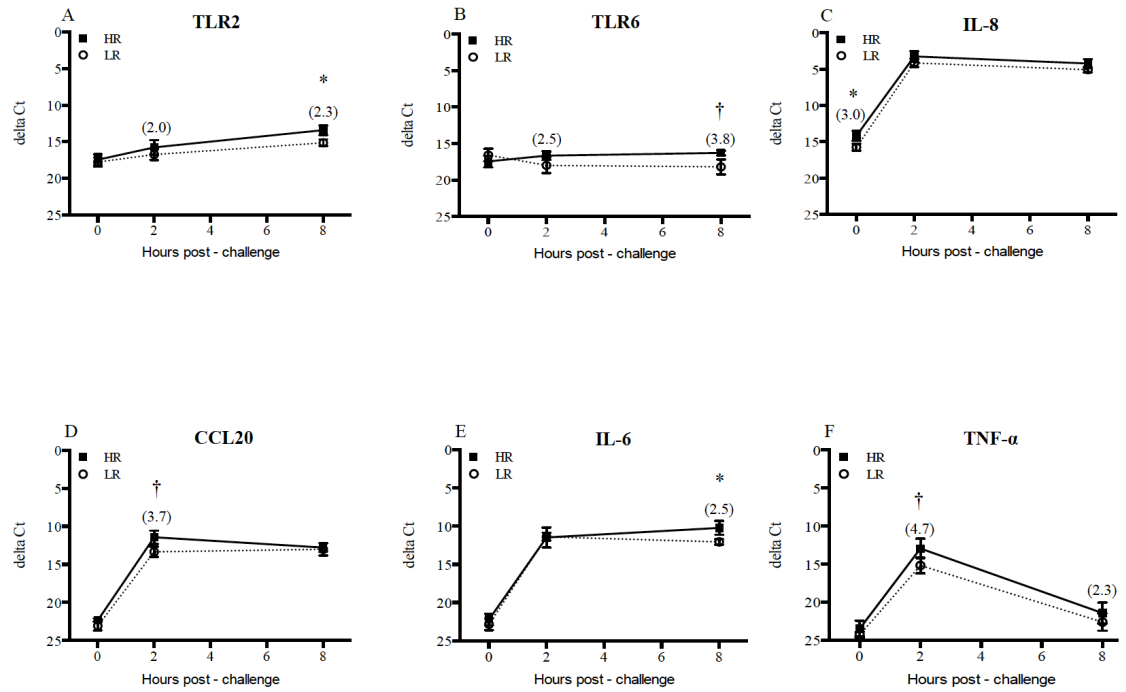 A
TLR2
HR
LR
delta Ct
0
5
10
15
20
25
(2.0)
*
(2.3)
0
2
4
6
8
Hours post - challenge
B
TLR6
HR
LR
delta Ct
0
5
10
15
20
25
(2.5)
†
(3.8)
0
2
4
6
8
Hours post - challenge
C
IL-8
HR
LR
delta Ct
0
5
10
15
20
25
*
(3.0)
0
2
4
6
8
Hours post - challenge
D
CCL20
HR
LR
delta Ct
0
5
10
15
20
25
†
(3.7)
0
2
4
6
8
Hours post - challenge
E
IL-6
HR
LR
delta Ct
0
5
10
15
20
25
*
(2.5)
0
2
4
6
8
Hours post - challenge
F
TNF-α
HR
LR
delta Ct
0
5
10
15
20
25
†
(4.7)
(2.3)
0
2
4
6
8
Hours post - challenge